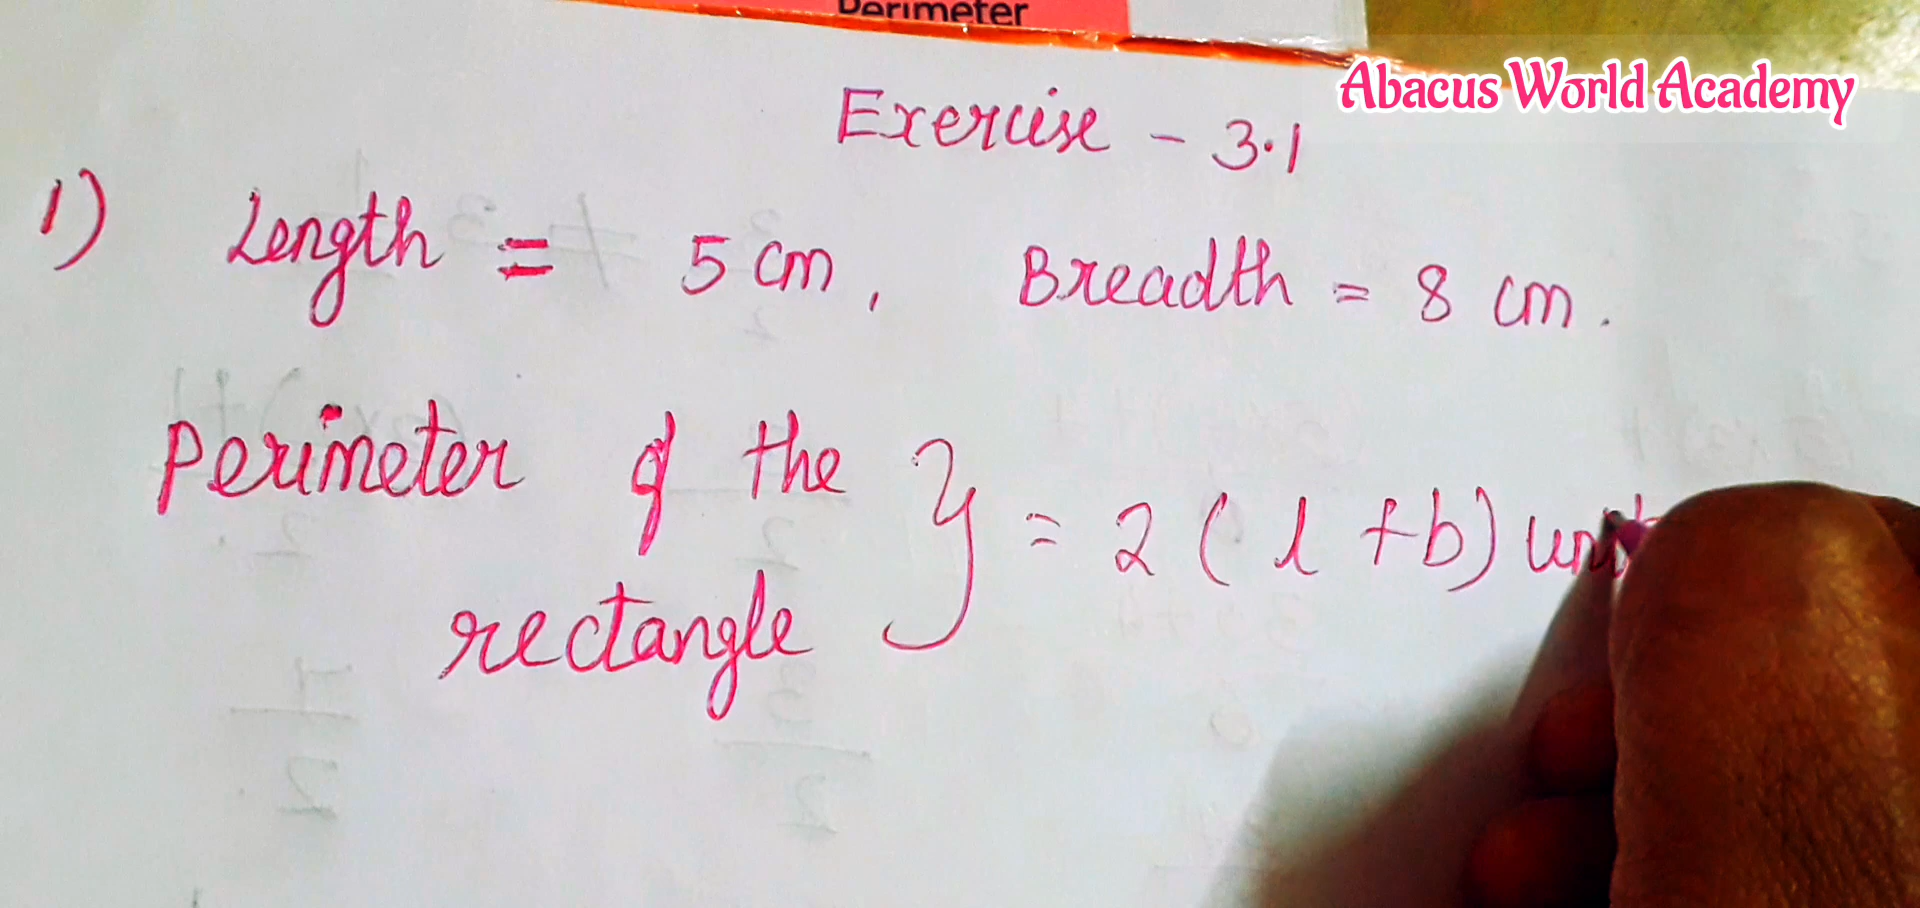 Perimeter
Abacus World Academy
Exercise - 3.1
1) Length = 5 cm, Breadth = 8 cm.
Perimeter of the
rectangle } = 2 ( l + b )